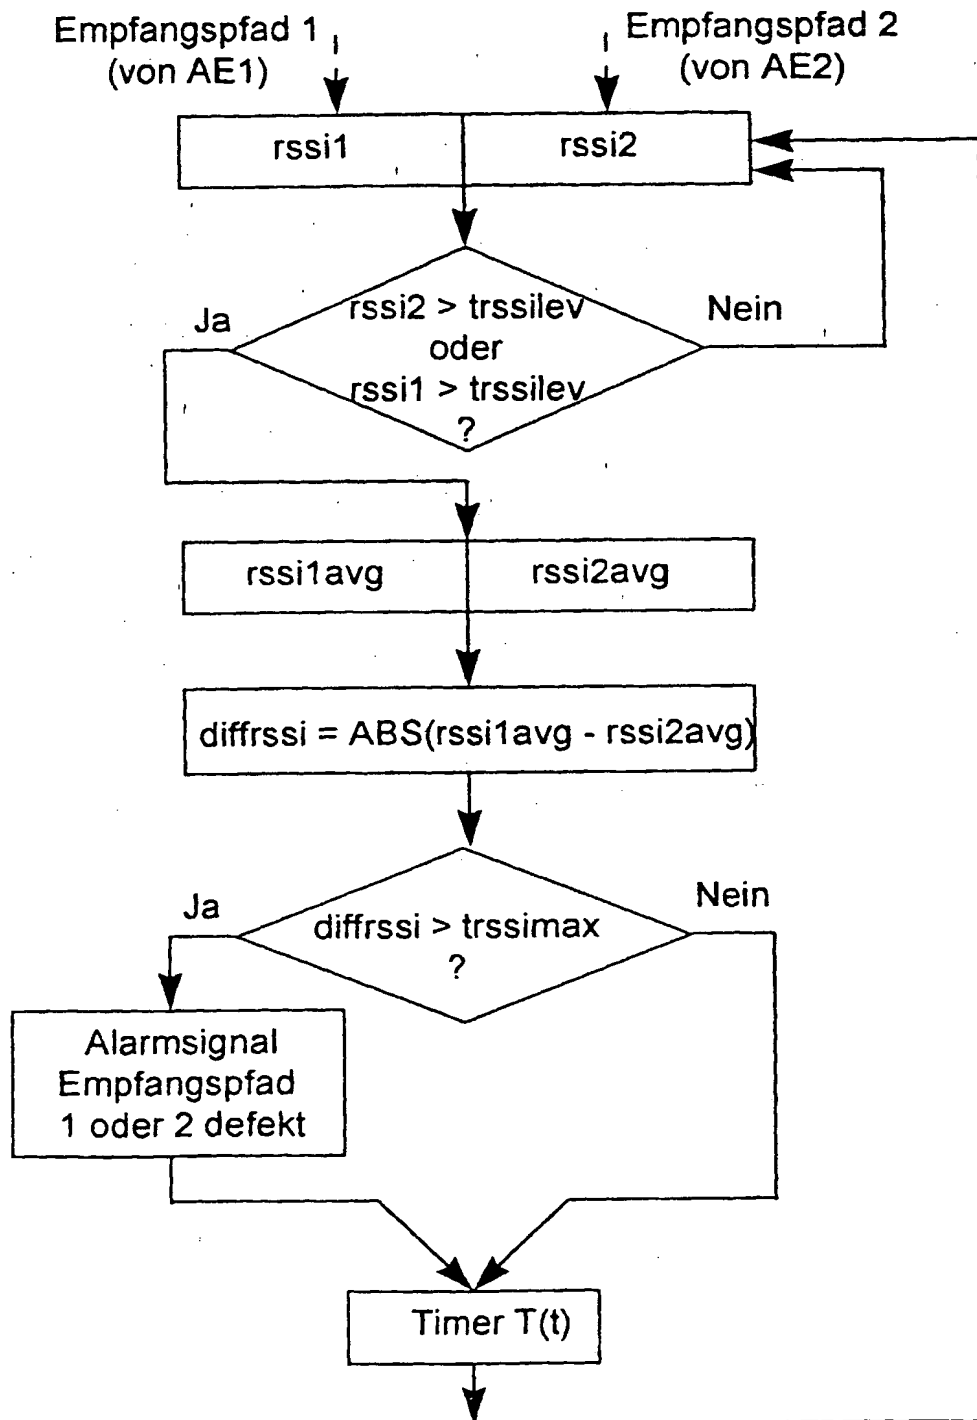 Empfangspfad 1
(von AE1)
Empfangspfad 2
(von AE2)
rssi1
rssi2
rssi2 > trssilev
oder
rssi1 > trssilev
?
Ja
Nein
rssi1avg
rssi2avg
diffrssi = ABS(rssi1avg - rssi2avg)
diffrssi > trssimax
?
Ja
Nein
Alarmsignal
Empfangspfad
1 oder 2 defekt
Timer T(t)